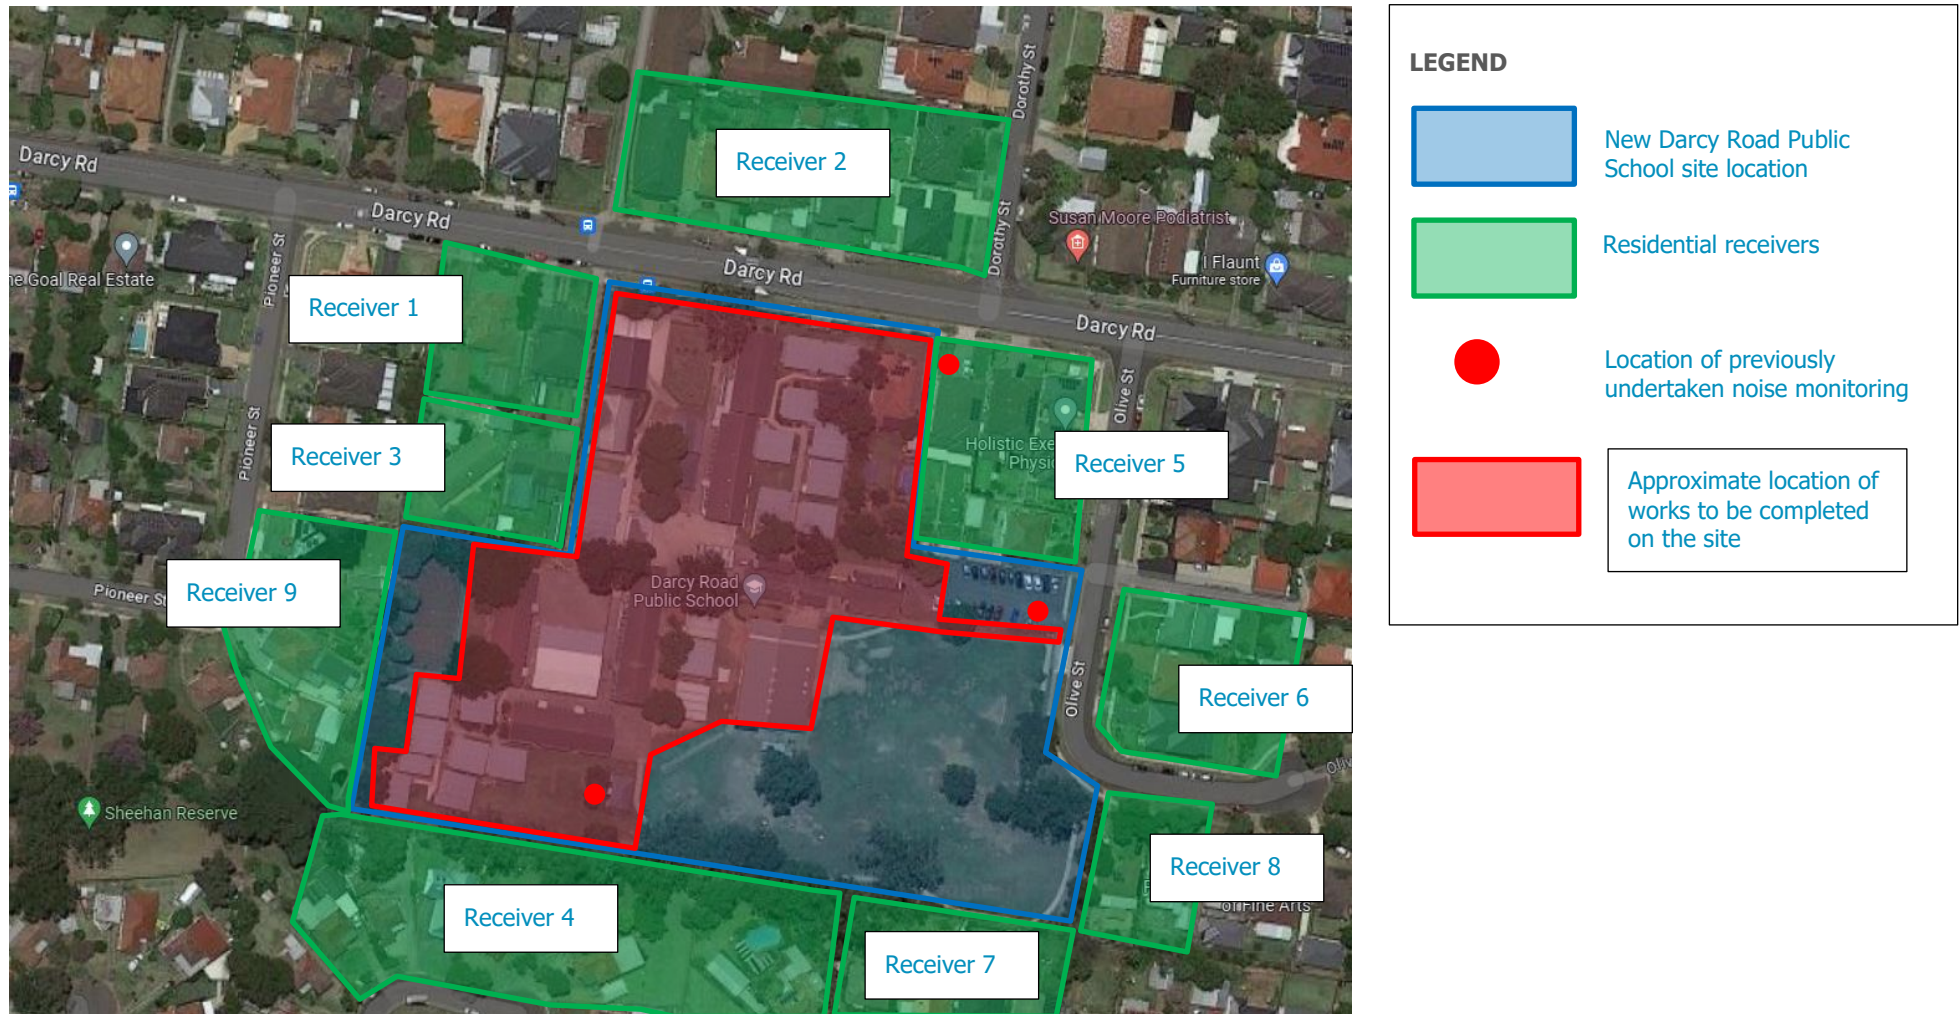 Darcy Rd
Dorothy St
Receiver 2
Darcy Rd
Susan Moore Podiatrist
Dorothy St
Pioneer St
Darcy Rd
I Flaunt
Furniture store
ne Goal Real Estate
Receiver 1
Darcy Rd
Olive St
Pioneer St
Receiver 3
Holistic Exe
Physi
Receiver 5
Pioneer St
Receiver 9
Darcy Road
Public School
Olive St
Receiver 6
Oliv
Sheehan Reserve
Receiver 8
of Fine Arts
Receiver 4
Receiver 7
LEGEND
New Darcy Road Public
School site location
Residential receivers
Location of previously
undertaken noise monitoring
Approximate location of
works to be completed
on the site